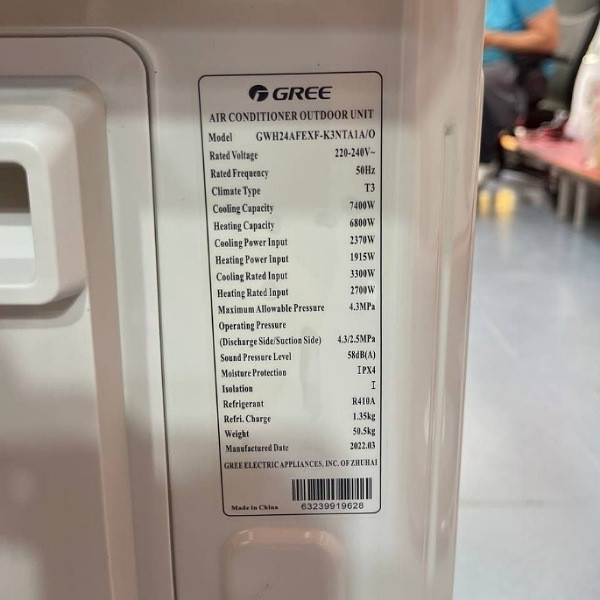 GREE
AIR CONDITIONER OUTDOOR UNIT
Model GWH24AFEXF-K3NTA1A/O
Rated Voltage 220-240V~
Rated Frequency 50Hz
Climate Type T3
Cooling Capacity 7400W
Heating Capacity 6800W
Cooling Power Input 2370W
Heating Power Input 1915W
Cooling Rated Input 3300W
Heating Rated Input 2700W
Maximum Allowable Pressure 4.3MPa
Operating Pressure
(Discharge Side/Suction Side) 4.3/2.5MPa
Sound Pressure Level 58dB(A)
Moisture Protection IPX4
Isolation I
Refrigerant R410A
Refri. Charge 1.35kg
Weight 50.5kg
Manufactured Date 2022.03
GREE ELECTRIC APPLIANCES, INC. OF ZHUHAI
Made in China 63239919628